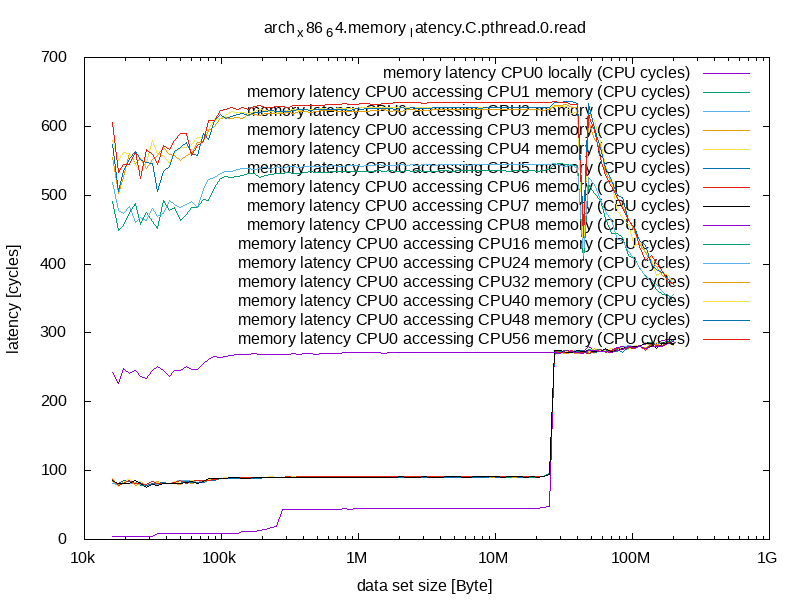 arch x 86 6 4.memory l atency.C.pthread.0.read
700
600
500
400
300
200
100
0
10k 100k 1M 10M 100M 1G
latency [cycles]
data set size [Byte]
memory latency CPU0 locally (CPU cycles)
memory latency CPU0 accessing CPU1 memory (CPU cycles)
memory latency CPU0 accessing CPU2 memory (CPU cycles)
memory latency CPU0 accessing CPU3 memory (CPU cycles)
memory latency CPU0 accessing CPU4 memory (CPU cycles)
memory latency CPU0 accessing CPU5 memory (CPU cycles)
memory latency CPU0 accessing CPU6 memory (CPU cycles)
memory latency CPU0 accessing CPU7 memory (CPU cycles)
memory latency CPU0 accessing CPU8 memory (CPU cycles)
memory latency CPU0 accessing CPU16 memory (CPU cycles)
memory latency CPU0 accessing CPU24 memory (CPU cycles)
memory latency CPU0 accessing CPU32 memory (CPU cycles)
memory latency CPU0 accessing CPU40 memory (CPU cycles)
memory latency CPU0 accessing CPU48 memory (CPU cycles)
memory latency CPU0 accessing CPU56 memory (CPU cycles)